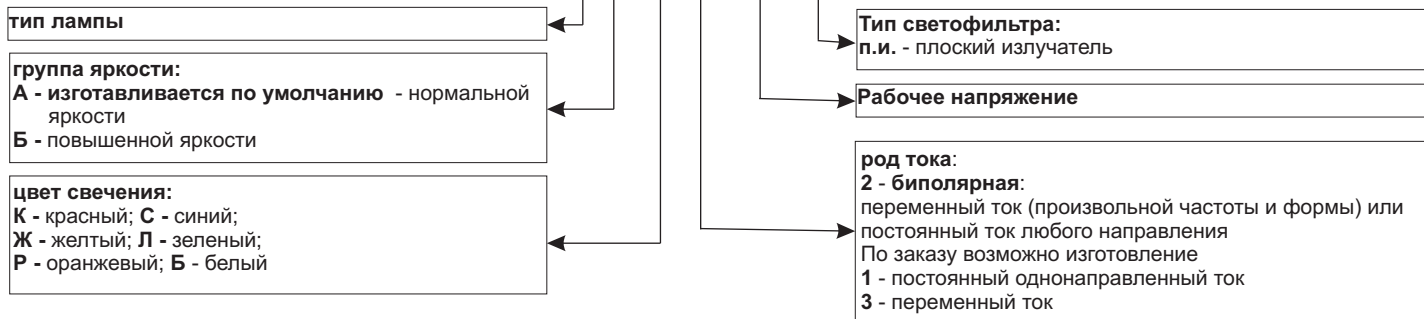 тип лампы
группа яркости:
А - изготавливается по умолчанию - нормальной
яркости
Б - повышенной яркости
цвет свечения:
К - красный; С - синий;
Ж - желтый; Л - зеленый;
Р - оранжевый; Б - белый
Тип светофильтра:
п.и. - плоский излучатель
Рабочее напряжение
род тока:
2 - биполярная:
переменный ток (произвольной частоты и формы) или
постоянный ток любого направления
По заказу возможно изготовление
1 - постоянный однонаправленный ток
3 - переменный ток